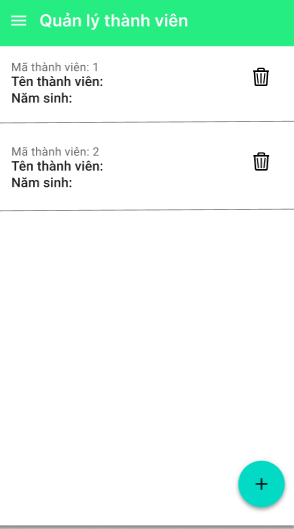 Quản lý thành viên
Mã thành viên: 1
Tên thành viên:
Năm sinh:
Mã thành viên: 2
Tên thành viên:
Năm sinh: